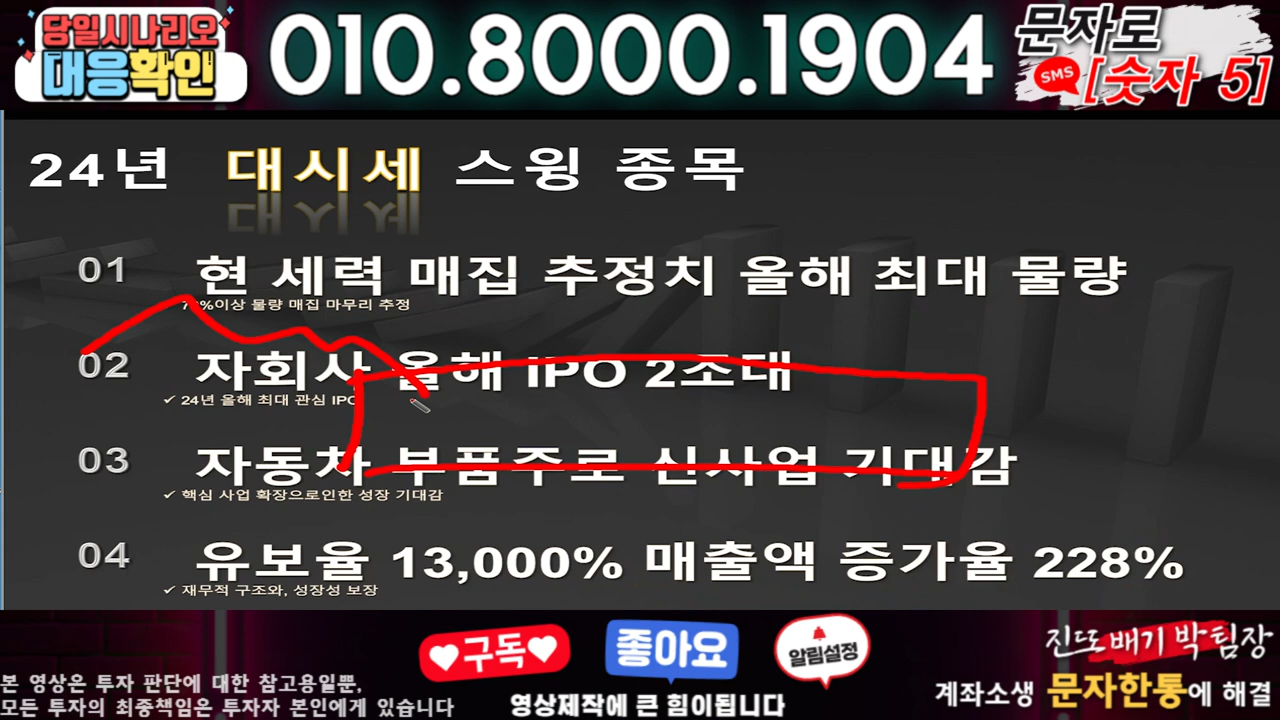 당일시나리오
대응확인
010.8000.1904
문자로
SMS [숫자 5]
24년 대시세 스윙 종목
01 현 세력 매집 추정치 올해 최대 물량
이상 물량 매집 마무리 추정
02 자회사 올해 IPO 2조대
✓ 24년 올해 최대 관심 IPO
03 자동차 부품주로 신사업 기대감
✓ 핵심 사업 확장으로인한 성장 기대감
04 유보율 13,000% 매출액 증가율 228%
✓ 재무적 구조와, 성장성 보장
구독
좋아요
알림설정
영상제작에 큰 힘이됩니다
본 영상은 투자 판단에 대한 참고용일뿐,
모든 투자의 최종책임은 투자자 본인에게 있습니다
진또배기 박팀장
계좌소생 문자한통에 해결